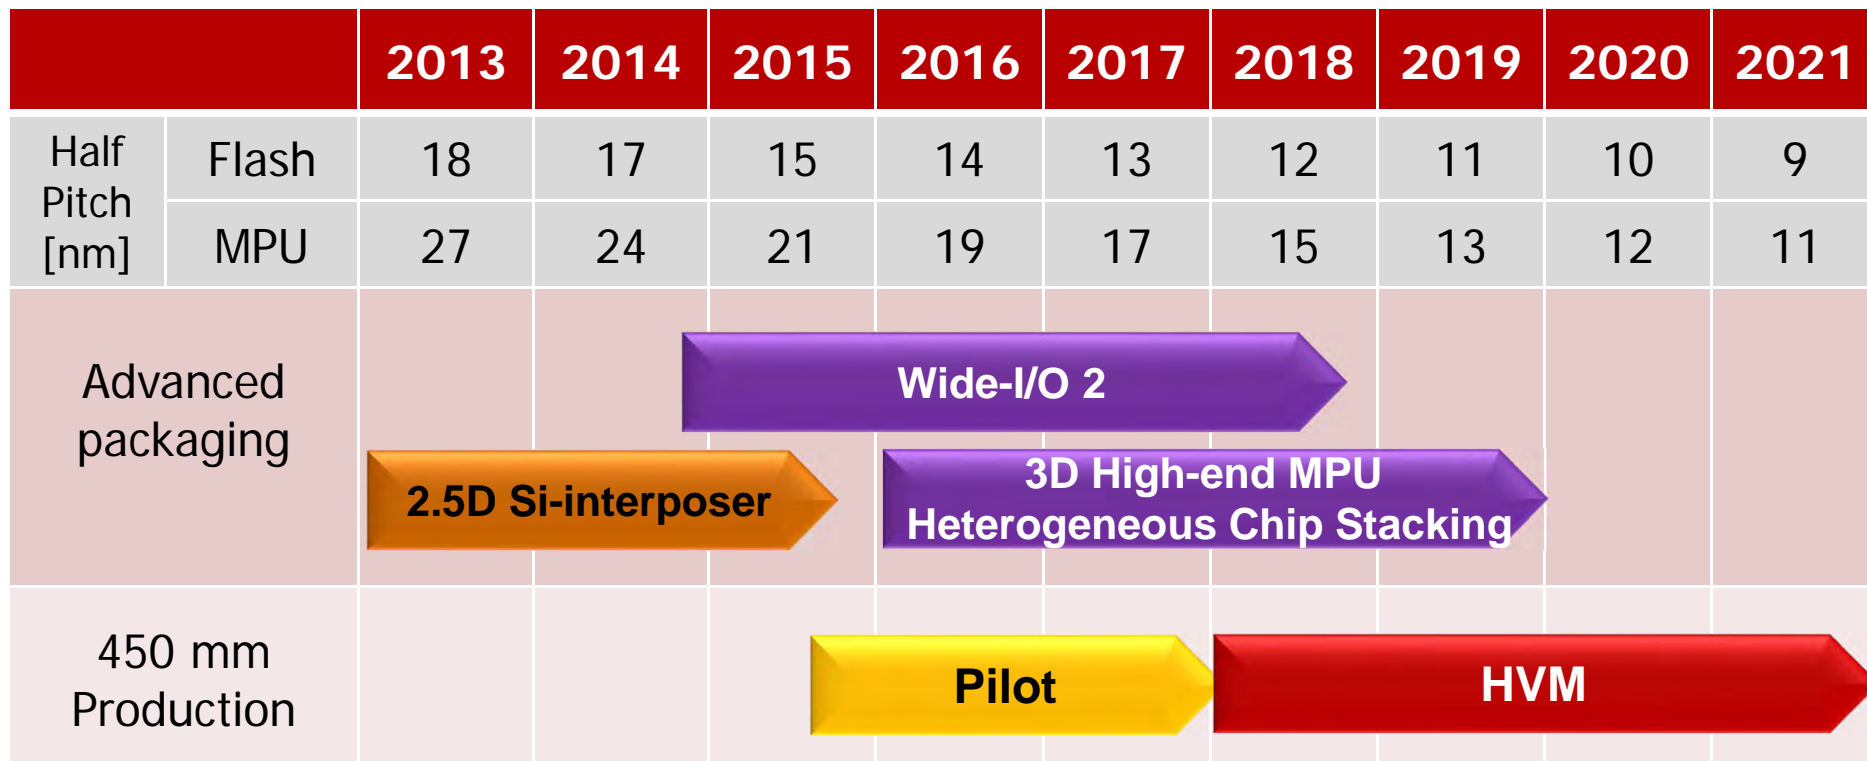 2013 2014 2015 2016 2017 2018 2019 2020 2021
Half
Pitch
[nm]
Flash 18 17 15 14 13 12 11 10 9
MPU 27 24 21 19 17 15 13 12 11
Advanced
packaging
Wide-I/O 2
2.5D Si-interposer
3D High-end MPU
Heterogeneous Chip Stacking
450 mm
Production
Pilot
HVM